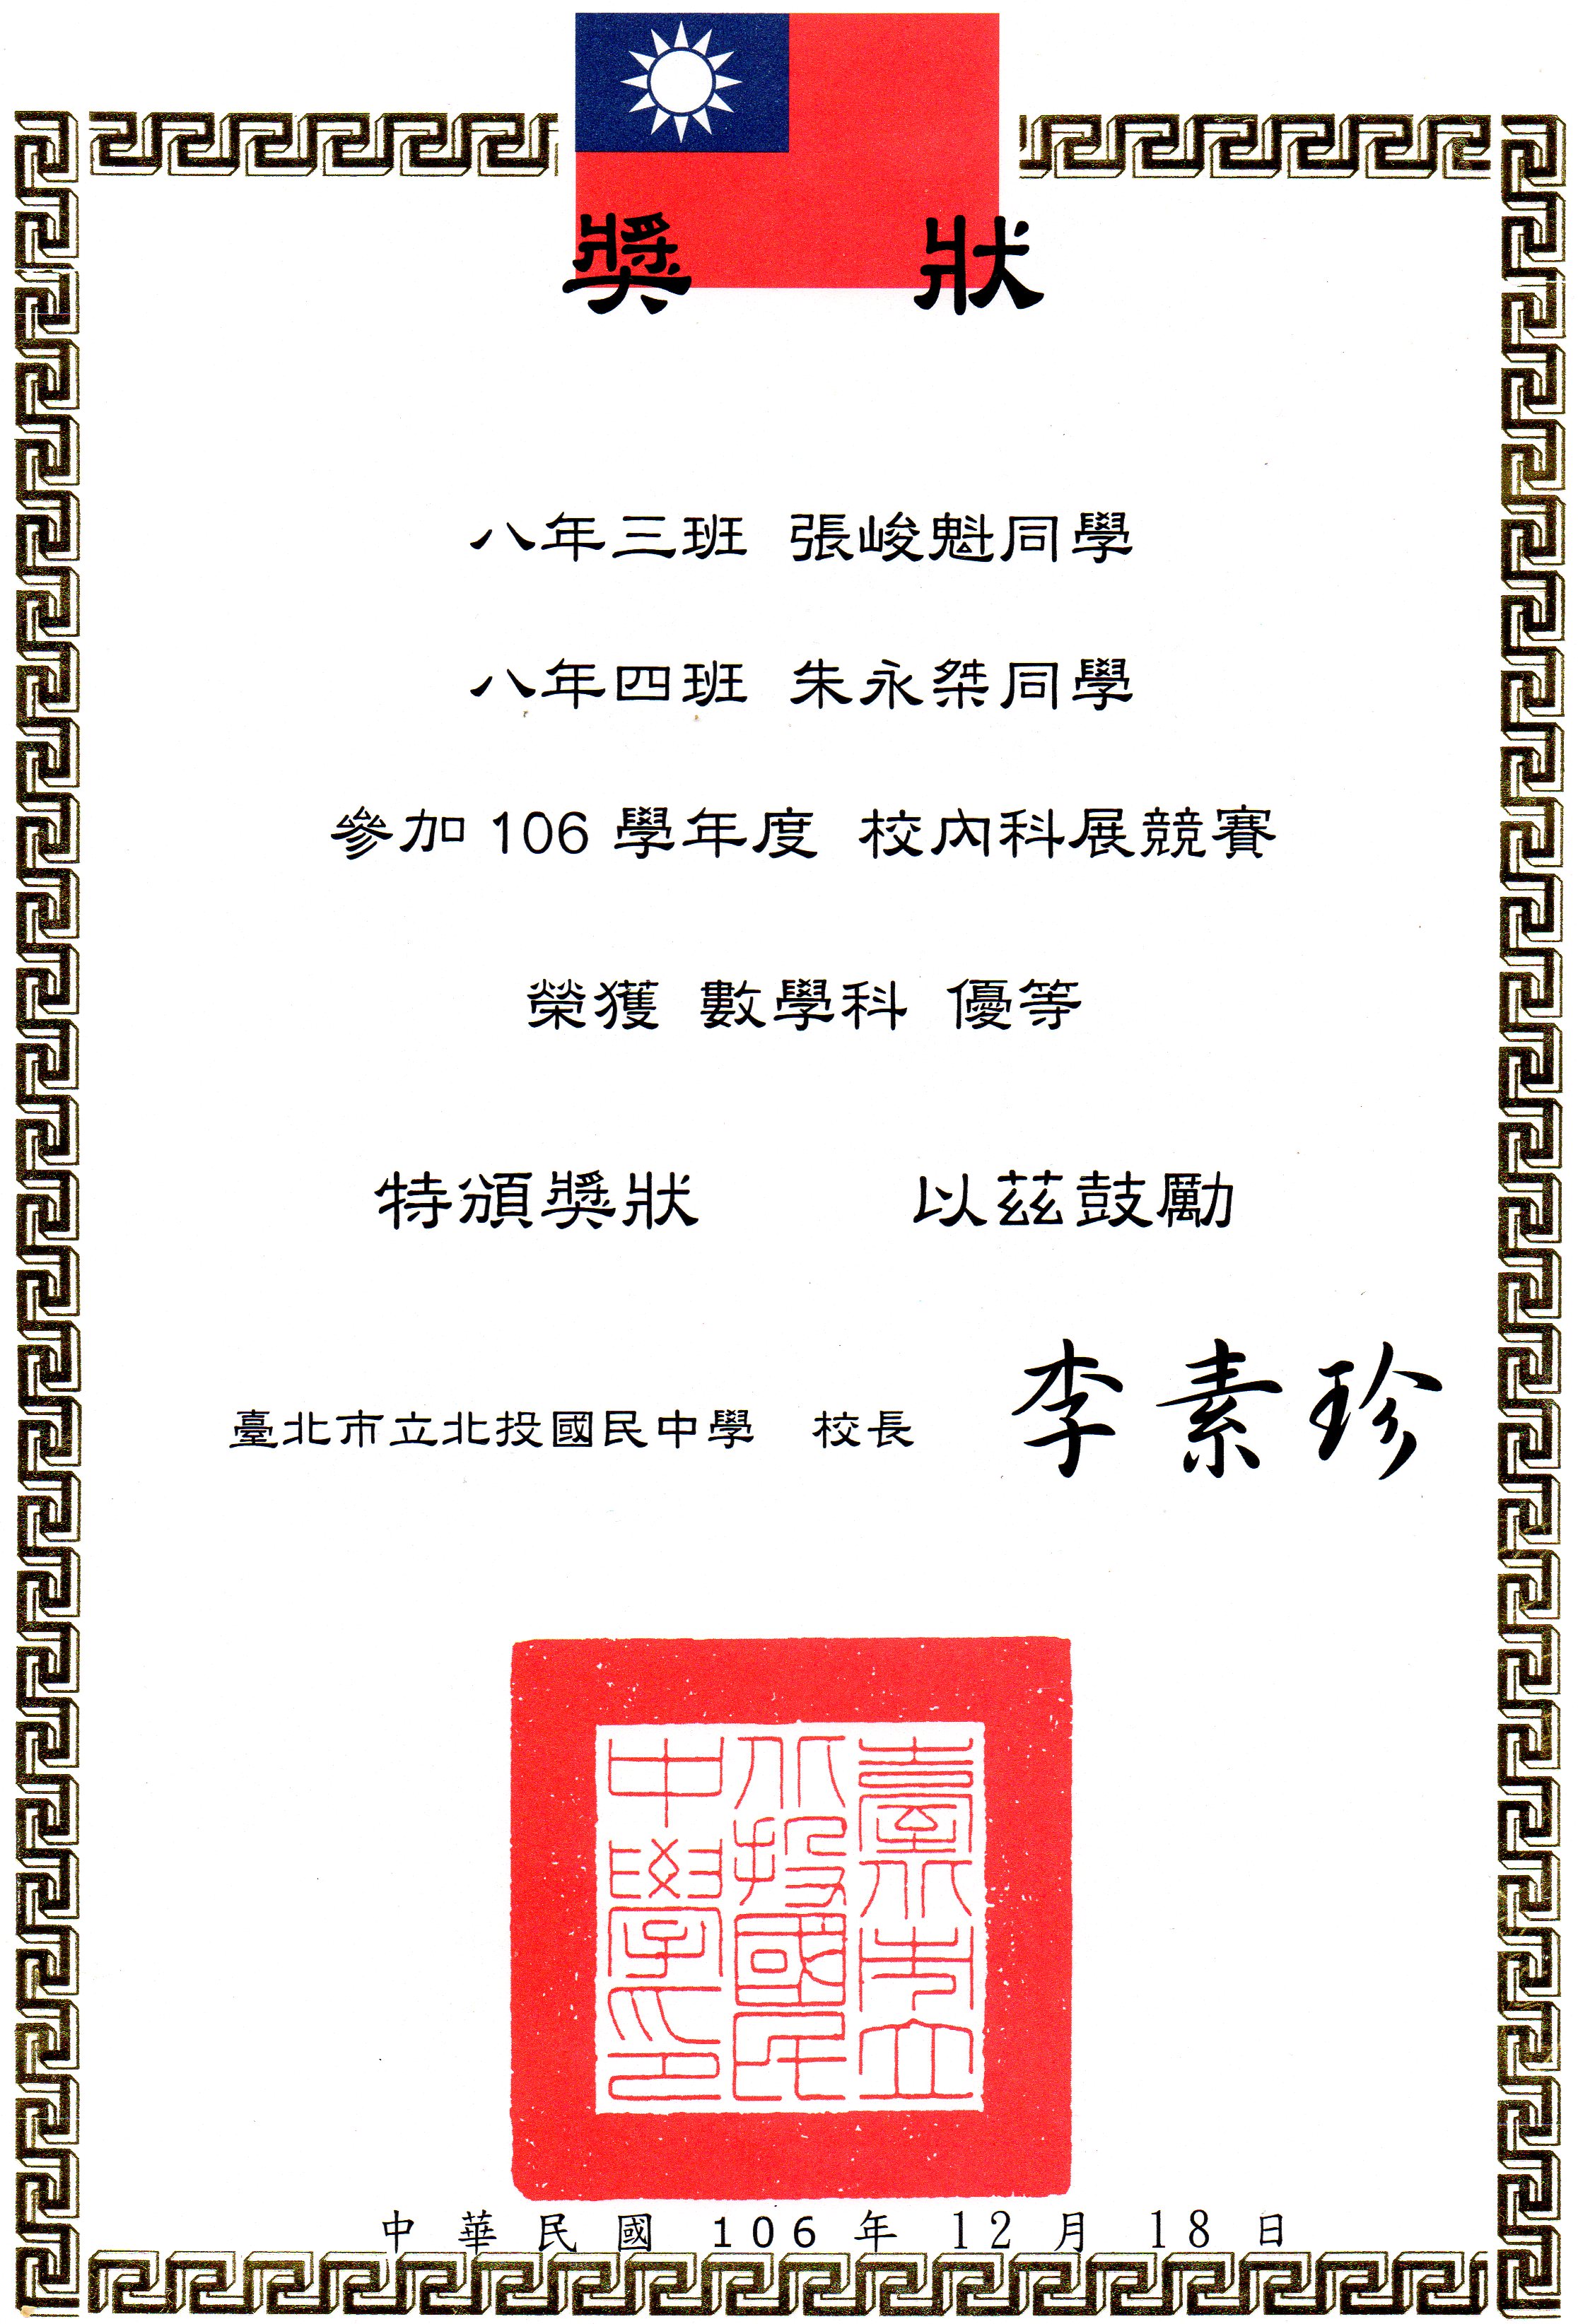 獎 狀
八年三班 張峻魁同學
八年四班 朱永桀同學
參加 106 學年度 校內科展競賽
榮獲 數學科 優等
特頒獎狀 以茲鼓勵
臺北市立北投國民中學 校長 李素珍
臺北市立
北投國民
中學印
中華民國 106 年 12 月 18 日